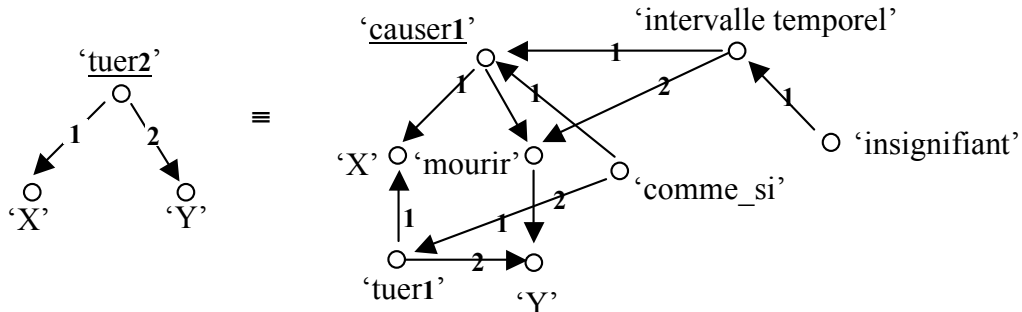 ‘tuer2’
1
2
‘X’
‘Y’
≡
‘causer1’
‘intervalle temporel’
1
2
1
1
1
‘insignifiant’
‘X’
‘mourir’
‘comme_si’
2
1
1
2
‘tuer1’
‘Y’